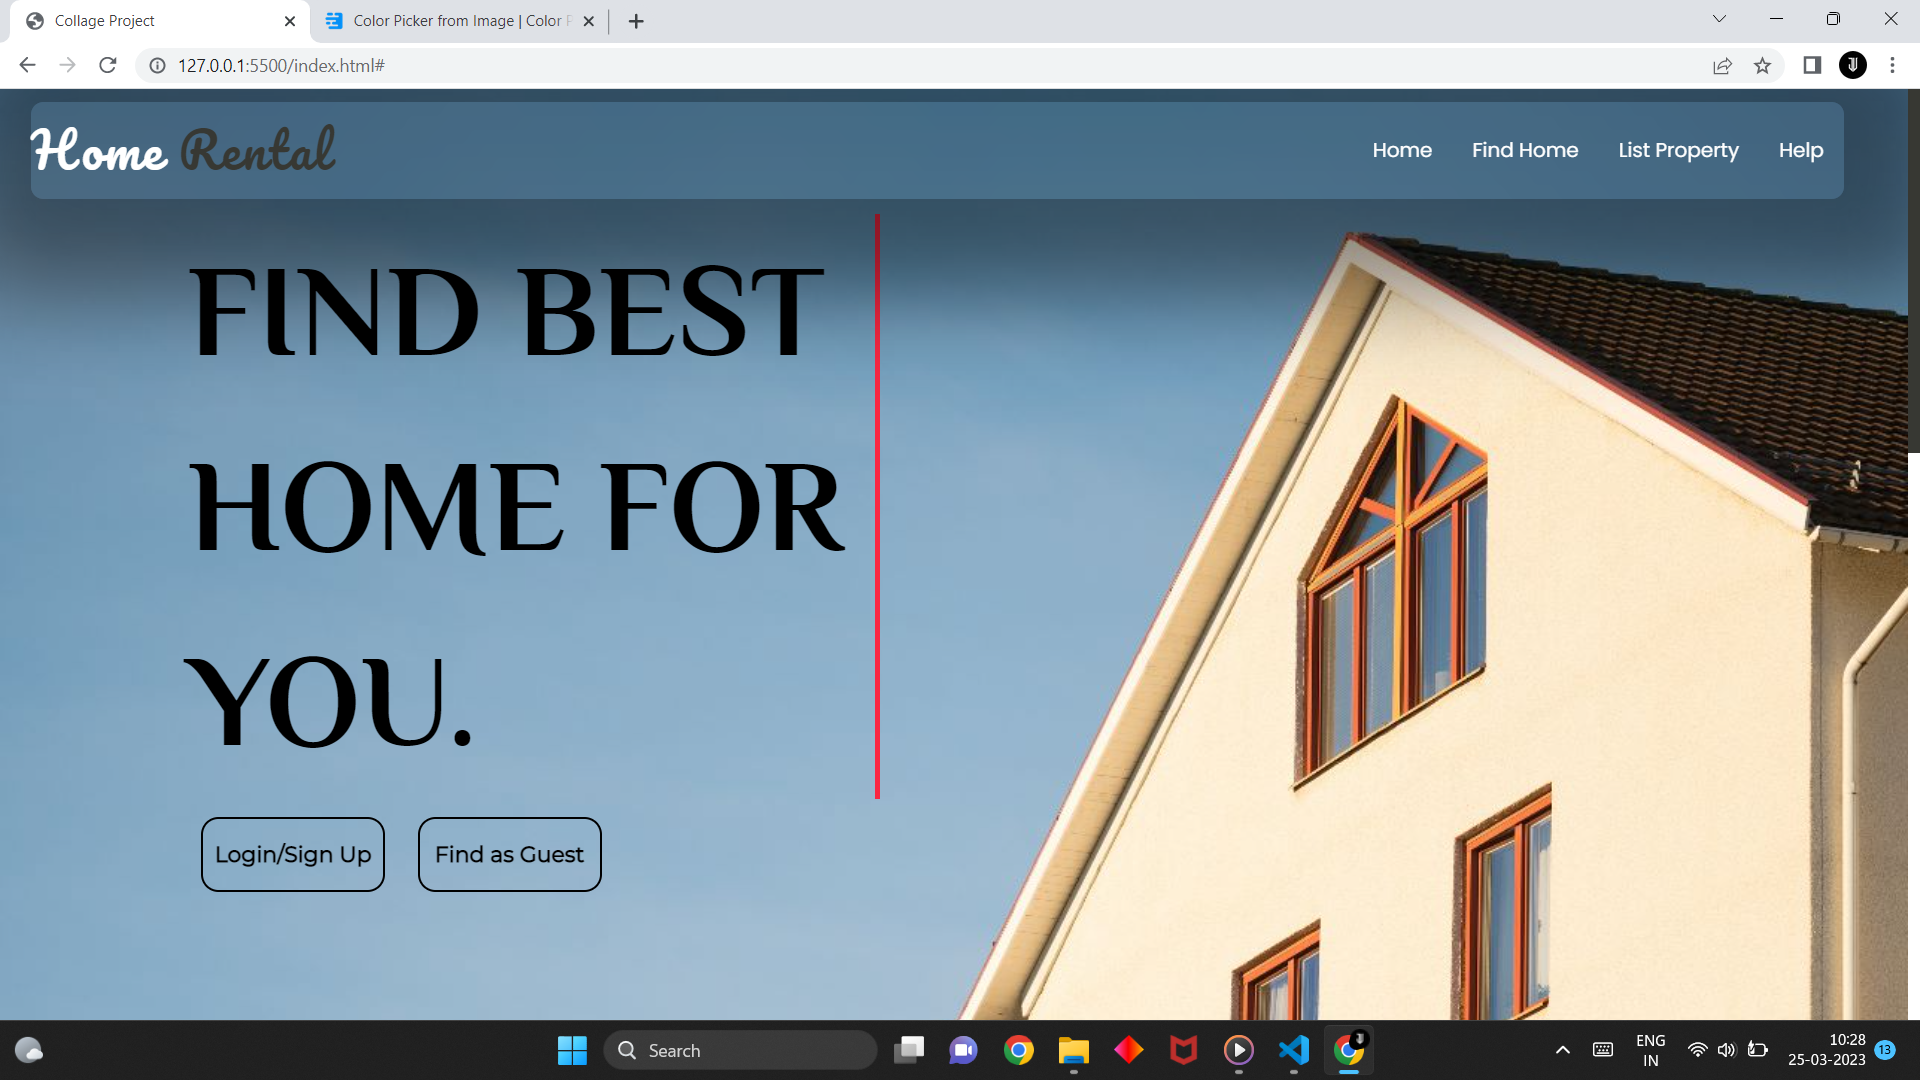 Collage Project
Color Picker from Image | Color P
127.0.0.1:5500/index.html#
Home Rental
Home Find Home List Property Help
FIND BEST
HOME FOR
YOU.
Login/Sign Up Find as Guest
Search
ENG
IN
10:28
25-03-2023
13